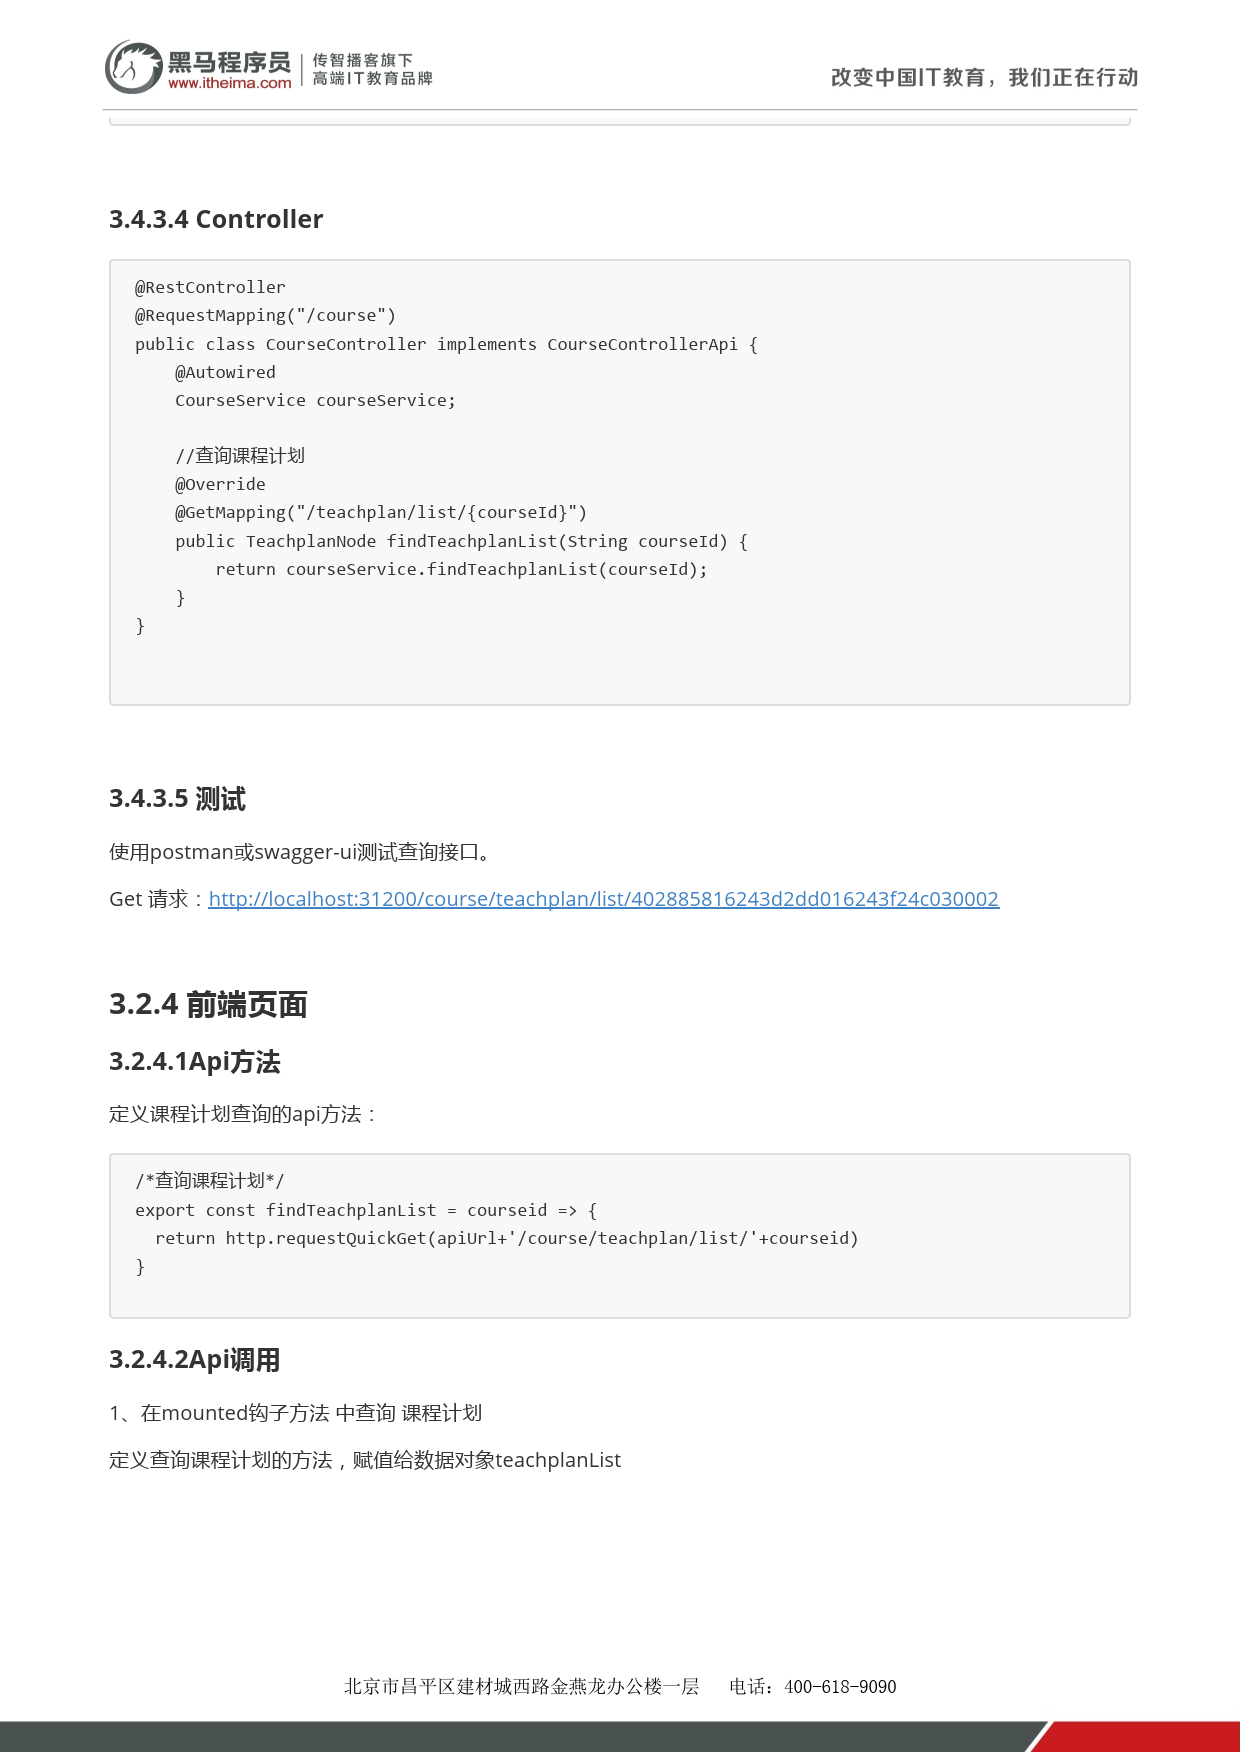 黑马程序员
www.itheima.com
传智播客旗下
高端IT教育品牌
改变中国IT教育，我们正在行动
3.4.3.4 Controller
@RestController
@RequestMapping("/course")
public class CourseController implements CourseControllerApi {
    @Autowired
    CourseService courseService;
    //查询课程计划
    @Override
    @GetMapping("/teachplan/list/{courseId}")
    public TeachplanNode findTeachplanList(String courseId) {
        return courseService.findTeachplanList(courseId);
    }
}
3.4.3.5 测试
使用postman或swagger-ui测试查询接口。
Get 请求：http://localhost:31200/course/teachplan/list/402885816243d2dd016243f24c030002
3.2.4 前端页面
3.2.4.1Api方法
定义课程计划查询的api方法：
/*查询课程计划*/
export const findTeachplanList = courseid => {
  return http.requestQuickGet(apiUrl+'/course/teachplan/list/'+courseid)
}
3.2.4.2Api调用
1、在mounted钩子方法 中查询 课程计划
定义查询课程计划的方法，赋值给数据对象teachplanList
北京市昌平区建材城西路金燕龙办公楼一层 电话：400-618-9090